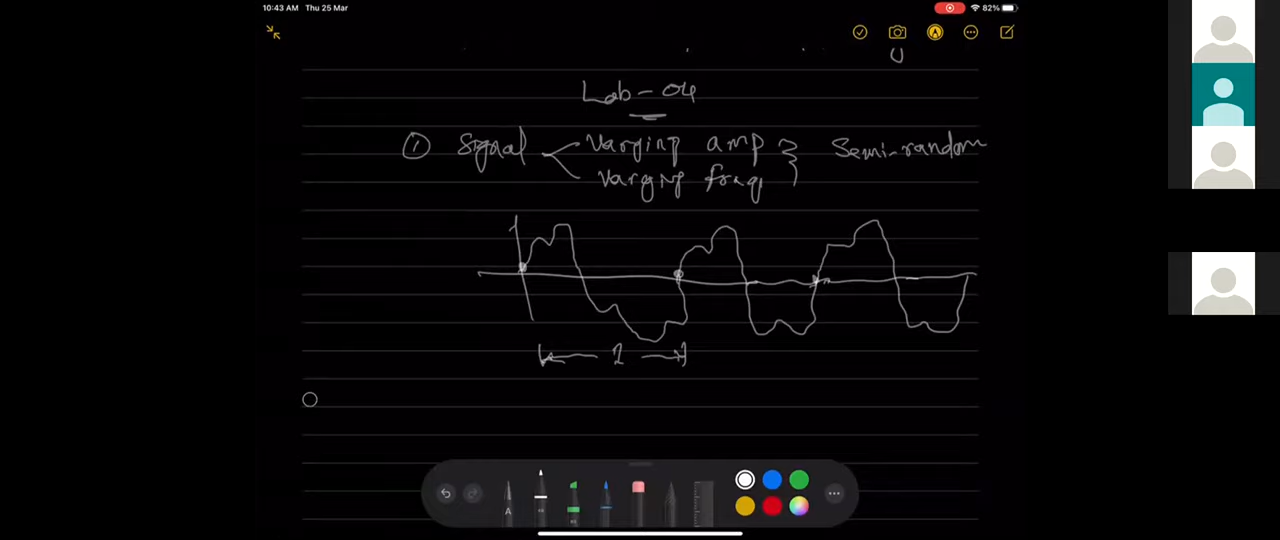 10:43 AM Thu 25 Mar
82%
Lab - 04
① Signal < Varying amp } Semi-random
Varying freq
1
A